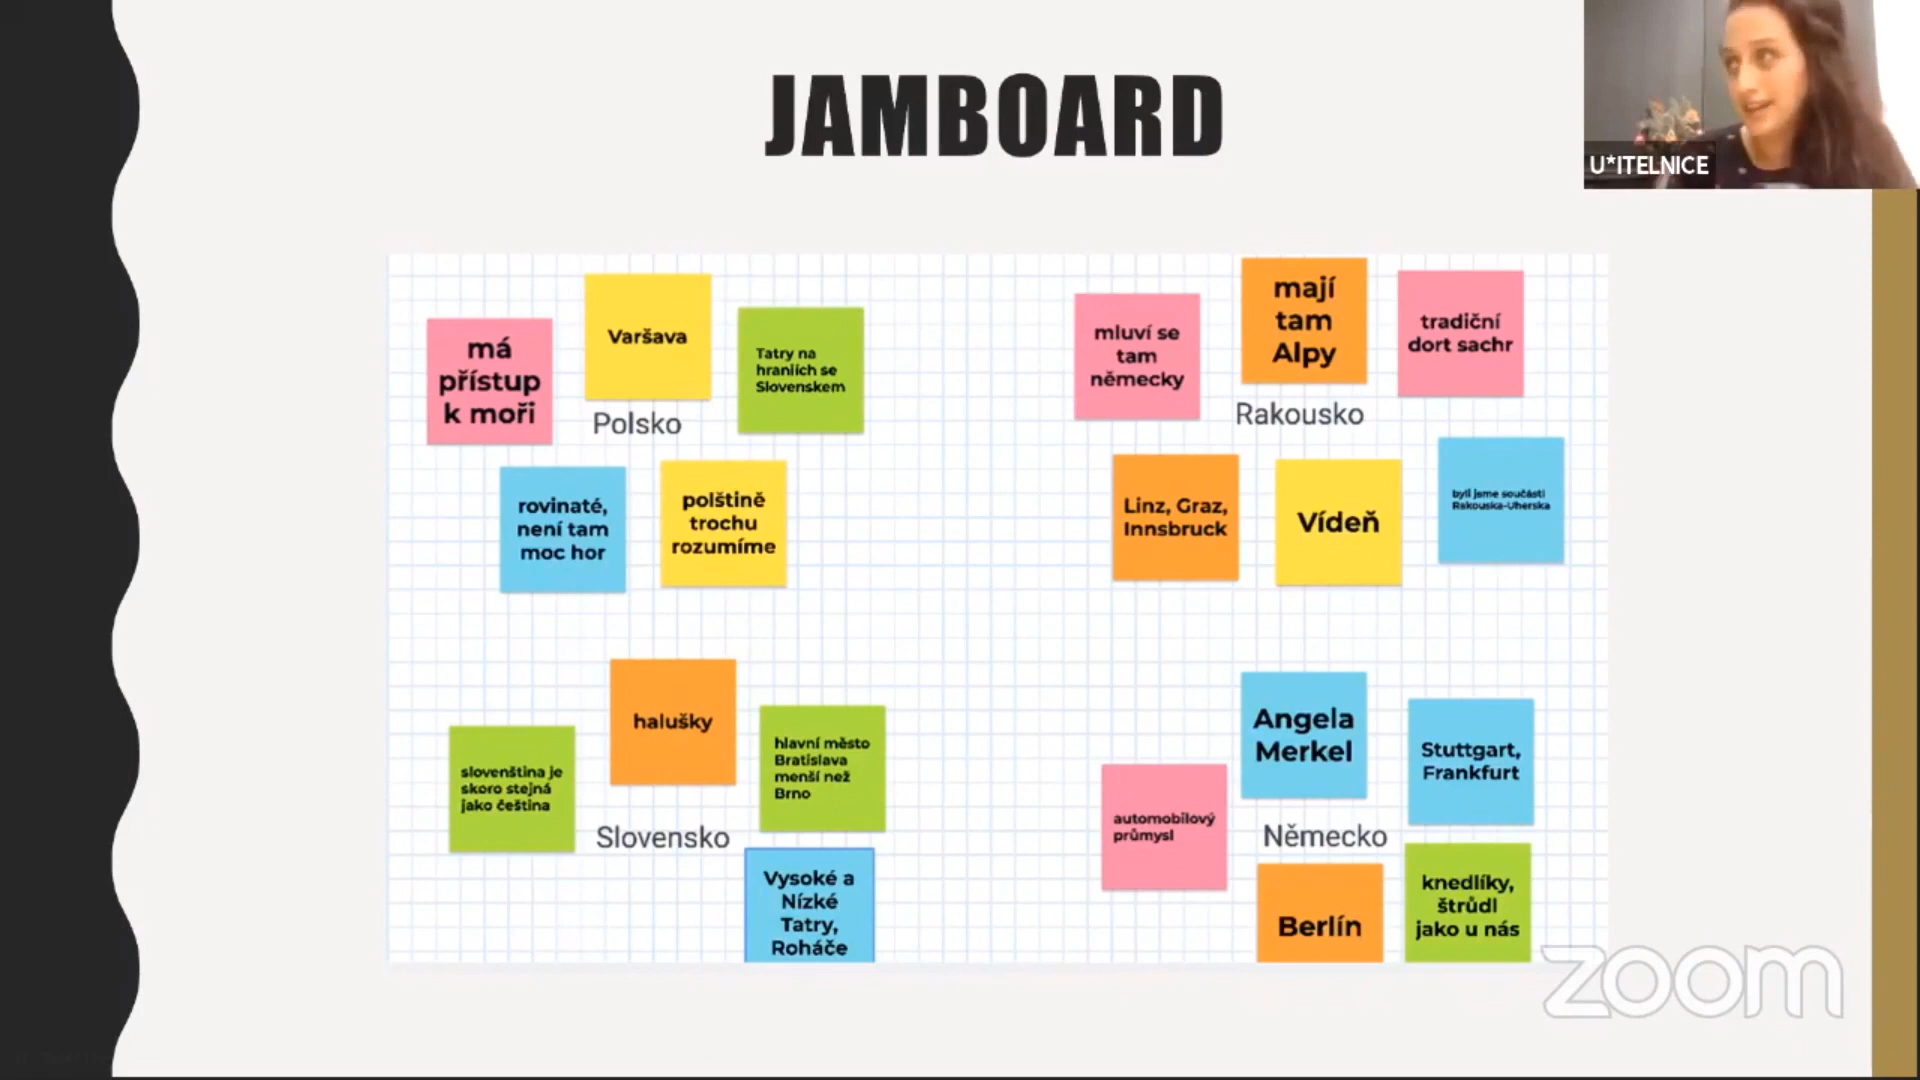 JAMBOARD
U*ITELNICE
má
přístup
k moři
Varšava
Tatry na
hraniích se
Slovenskem
Polsko
rovinaté,
není tam
moc hor
polštině
trochu
rozumíme
mluví se
tam
německy
mají
tam
Alpy
tradiční
dort sachr
Rakousko
Linz, Graz,
Innsbruck
Vídeň
byli jsme součástí
Rakouska-Uherska
slovenština je
skoro stejná
jako čeština
halušky
hlavní město
Bratislava
menší než
Brno
Slovensko
Vysoké a
Nízké
Tatry,
Roháče
automobilový
průmysl
Angela
Merkel
Stuttgart,
Frankfurt
Německo
Berlín
knedlíky,
štrůdl
jako u nás
zoom